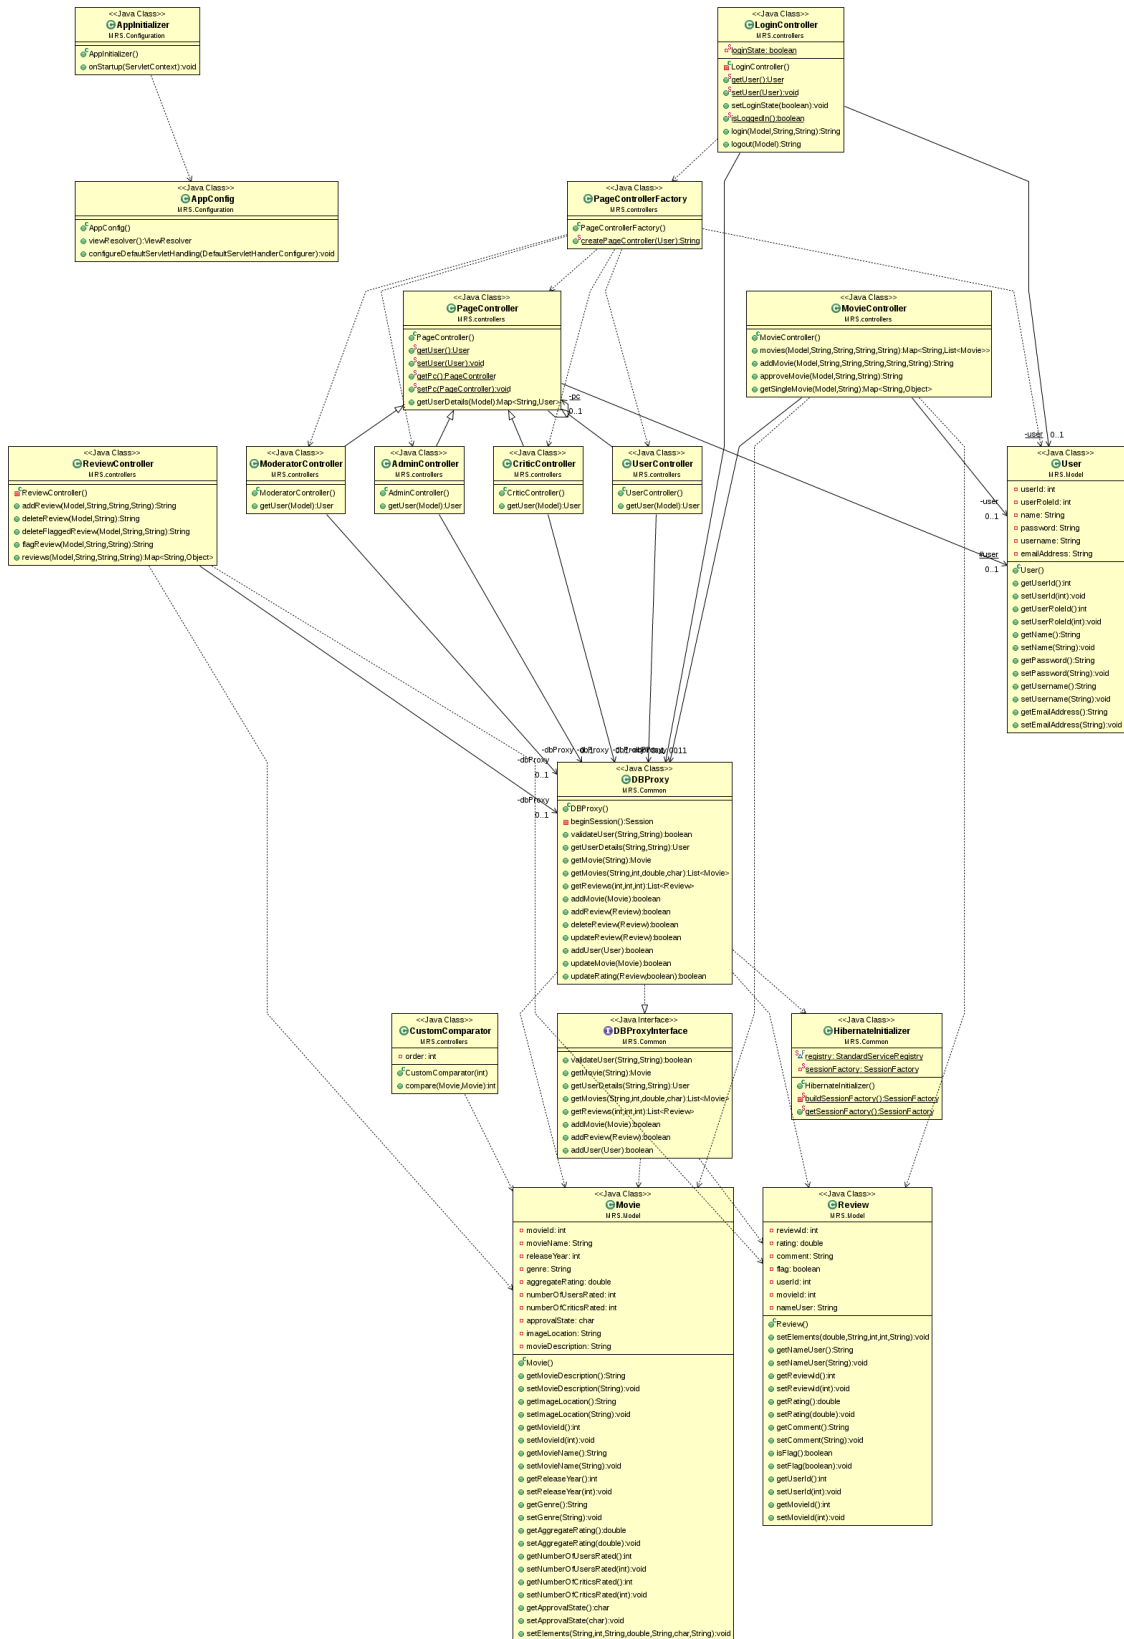 <<Java Class>>
AppInitializer
MRS.Configuration
AppInitializer()
onStartup(ServletContext):void
<<Java Class>>
LoginController
MRS.controllers
loginState: boolean
LoginController()
getUser():User
setUser(User):void
setLoginState(boolean):void
isLoggedIn():boolean
login(Model,String,String):String
logout(Model):String
<<Java Class>>
AppConfig
MRS.Configuration
AppConfig()
viewResolver():ViewResolver
configureDefaultServletHandling(DefaultServletHandlerConfigurer):void
<<Java Class>>
PageControllerFactory
MRS.controllers
PageControllerFactory()
createPageController(User):String
<<Java Class>>
PageController
MRS.controllers
PageController()
getUser():User
setUser(User):void
getPc():PageController
setPc(PageController):void
getUserDetails(Model):Map<String,User>
-pc
0..1
<<Java Class>>
MovieController
MRS.controllers
MovieController()
movies(Model,String,String,String,String):Map<String,List<Movie>>
addMovie(Model,String,String,String,String,String):String
approveMovie(Model,String,String):String
getSingleMovie(Model,String):Map<String,Object>
<<Java Class>>
ReviewController
MRS.controllers
ReviewController()
addReview(Model,String,String,String):String
deleteReview(Model,String):String
deleteFlaggedReview(Model,String,String):String
flagReview(Model,String,String):String
reviews(Model,String,String,String):Map<String,Object>
<<Java Class>>
ModeratorController
MRS.controllers
ModeratorController()
getUser(Model):User
<<Java Class>>
AdminController
MRS.controllers
AdminController()
getUser(Model):User
<<Java Class>>
CriticController
MRS.controllers
CriticController()
getUser(Model):User
<<Java Class>>
UserController
MRS.controllers
UserController()
getUser(Model):User
-user 0..1
-user
0..1
#user
0..1
<<Java Class>>
User
MRS.Model
userId: int
userRoleId: int
name: String
password: String
username: String
emailAddress: String
User()
getUserId():int
setUserId(int):void
getUserRoleId():int
setUserRoleId(int):void
getName():String
setName(String):void
getPassword():String
setPassword(String):void
getUsername():String
setUsername(String):void
getEmailAddress():String
setEmailAddress(String):void
-dbProxy
-dbProxy
0..1
-dbProxy
0..1
<<Java Class>>
DBProxy
MRS.Common
DBProxy()
beginSession():Session
validateUser(String,String):boolean
getUserDetails(String,String):User
getMovie(String):Movie
getMovies(String,int,double,char):List<Movie>
getReviews(int,int,int):List<Review>
addMovie(Movie):boolean
addReview(Review):boolean
deleteReview(Review):boolean
updateReview(Review):boolean
addUser(User):boolean
updateMovie(Movie):boolean
updateRating(Review,boolean):boolean
<<Java Class>>
CustomComparator
MRS.controllers
order: int
CustomComparator(int)
compare(Movie,Movie):int
<<Java Interface>>
DBProxyInterface
MRS.Common
validateUser(String,String):boolean
getMovie(String):Movie
getUserDetails(String,String):User
getMovies(String,int,double,char):List<Movie>
getReviews(int,int,int):List<Review>
addMovie(Movie):boolean
addReview(Review):boolean
addUser(User):boolean
<<Java Class>>
HibernateInitializer
MRS.Common
registry: StandardServiceRegistry
sessionFactory: SessionFactory
HibernateInitializer()
buildSessionFactory():SessionFactory
getSessionFactory():SessionFactory
<<Java Class>>
Movie
MRS.Model
movieId: int
movieName: String
releaseYear: int
genre: String
aggregateRating: double
numberOfUsersRated: int
numberOfCriticsRated: int
approvalState: char
imageLocation: String
movieDescription: String
Movie()
getMovieDescription():String
setMovieDescription(String):void
getImageLocation():String
setImageLocation(String):void
getMovieId():int
setMovieId(int):void
getMovieName():String
setMovieName(String):void
getReleaseYear():int
setReleaseYear(int):void
getGenre():String
setGenre(String):void
getAggregateRating():double
setAggregateRating(double):void
getNumberOfUsersRated():int
setNumberOfUsersRated(int):void
getNumberOfCriticsRated():int
setNumberOfCriticsRated(int):void
getApprovalState():char
setApprovalState(char):void
setElements(String,int,String,double,String,char,String):void
<<Java Class>>
Review
MRS.Model
reviewId: int
rating: double
comment: String
flag: boolean
userId: int
movieId: int
nameUser: String
Review()
setElements(double,String,int,int,String):void
getNameUser():String
setNameUser(String):void
getReviewId():int
setReviewId(int):void
getRating():double
setRating(double):void
getComment():String
setComment(String):void
isFlag():boolean
setFlag(boolean):void
getUserId():int
setUserId(int):void
getMovieId():int
setMovieId(int):void